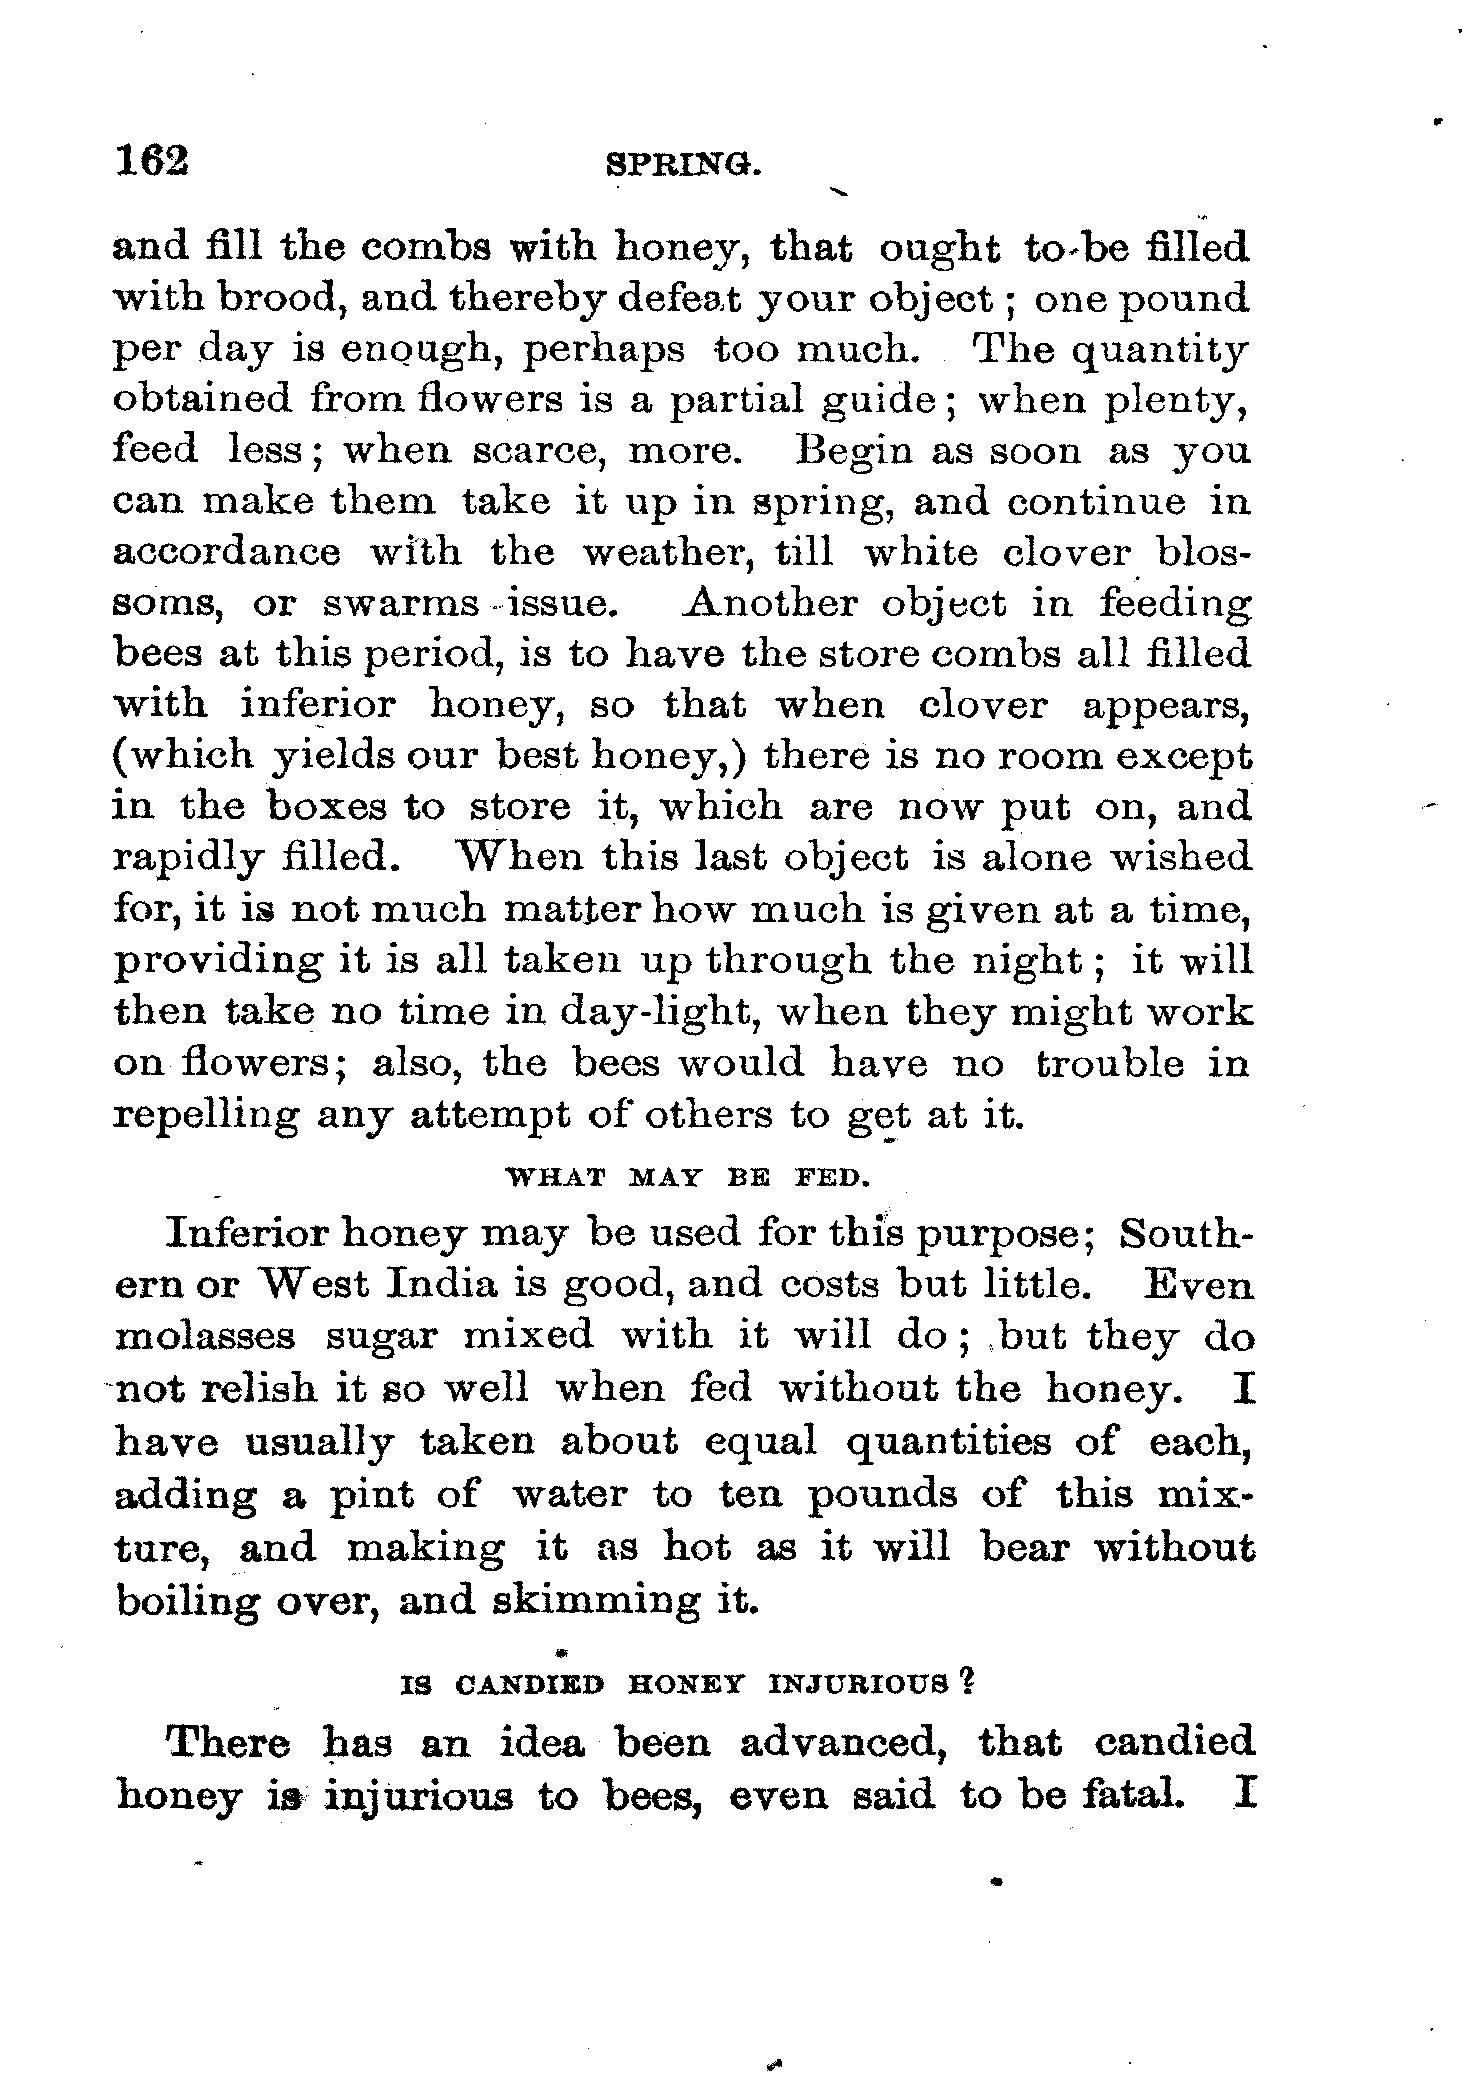 162 SPRING.
and fill the combs with honey, that ought to be filled
with brood, and thereby defeat your object ; one pound
per day is enough, perhaps too much. The quantity
obtained from flowers is a partial guide ; when plenty,
feed less ; when scarce, more. Begin as soon as you
can make them take it up in spring, and continue in
accordance with the weather, till white clover blos-
soms, or swarms issue. Another object in feeding
bees at this period, is to have the store combs all filled
with inferior honey, so that when clover appears,
(which yields our best honey,) there is no room except
in the boxes to store it, which are now put on, and
rapidly filled. When this last object is alone wished
for, it is not much matter how much is given at a time,
providing it is all taken up through the night ; it will
then take no time in day-light, when they might work
on flowers ; also, the bees would have no trouble in
repelling any attempt of others to get at it.
WHAT MAY BE FED.
Inferior honey may be used for this purpose; South-
ern or West India is good, and costs but little. Even
molasses sugar mixed with it will do ; but they do
not relish it so well when fed without the honey. I
have usually taken about equal quantities of each,
adding a pint of water to ten pounds of this mix-
ture, and making it as hot as it will bear without
boiling over, and skimming it.
IS CANDIED HONEY INJURIOUS ?
There has an idea been advanced, that candied
honey is injurious to bees, even said to be fatal. I